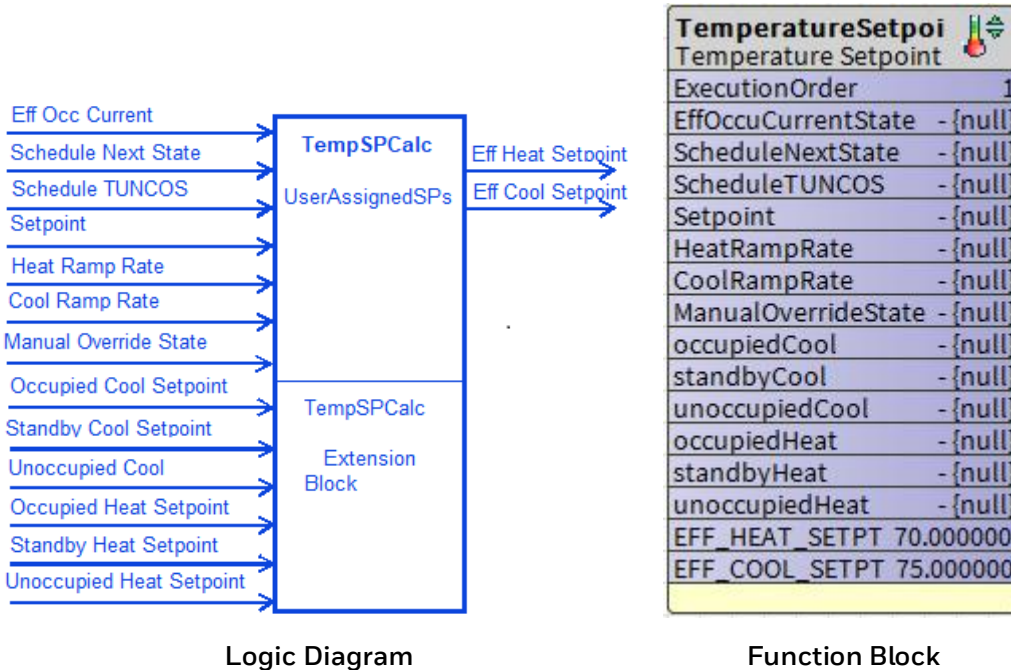 Eff Occ Current
Schedule Next State
Schedule TUNCOS
Setpoint
Heat Ramp Rate
Cool Ramp Rate
Manual Override State
Occupied Cool Setpoint
Standby Cool Setpoint
Unoccupied Cool
Occupied Heat Setpoint
Standby Heat Setpoint
Unoccupied Heat Setpoint
TempSPCalc
UserAssignedSPs
TempSPCalc
Extension
Block
Eff Heat Setpoint
Eff Cool Setpoint
Logic Diagram
TemperatureSetpoi
Temperature Setpoint
ExecutionOrder 1
EffOccuCurrentState - {null}
ScheduleNextState - {null}
ScheduleTUNCOS - {null}
Setpoint - {null}
HeatRampRate - {null}
CoolRampRate - {null}
ManualOverrideState - {null}
occupiedCool - {null}
standbyCool - {null}
unoccupiedCool - {null}
occupiedHeat - {null}
standbyHeat - {null}
unoccupiedHeat - {null}
EFF_HEAT_SETPT 70.000000
EFF_COOL_SETPT 75.000000
Function Block